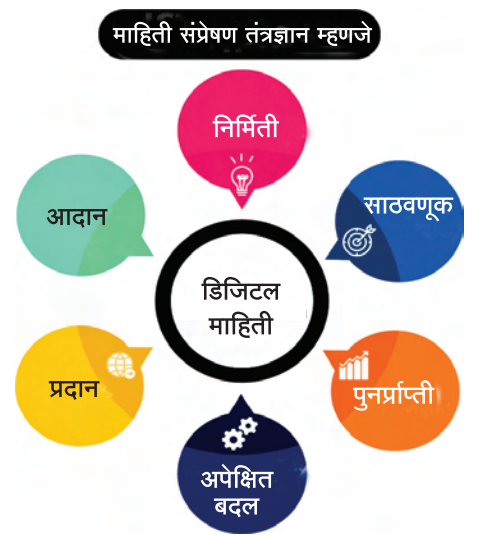 माहिती संप्रेषण तंत्रज्ञान म्हणजे
निर्मिती
साठवणूक
पुनर्प्राप्ती
अपेक्षित
बदल
प्रदान
आदान
डिजिटल
माहिती